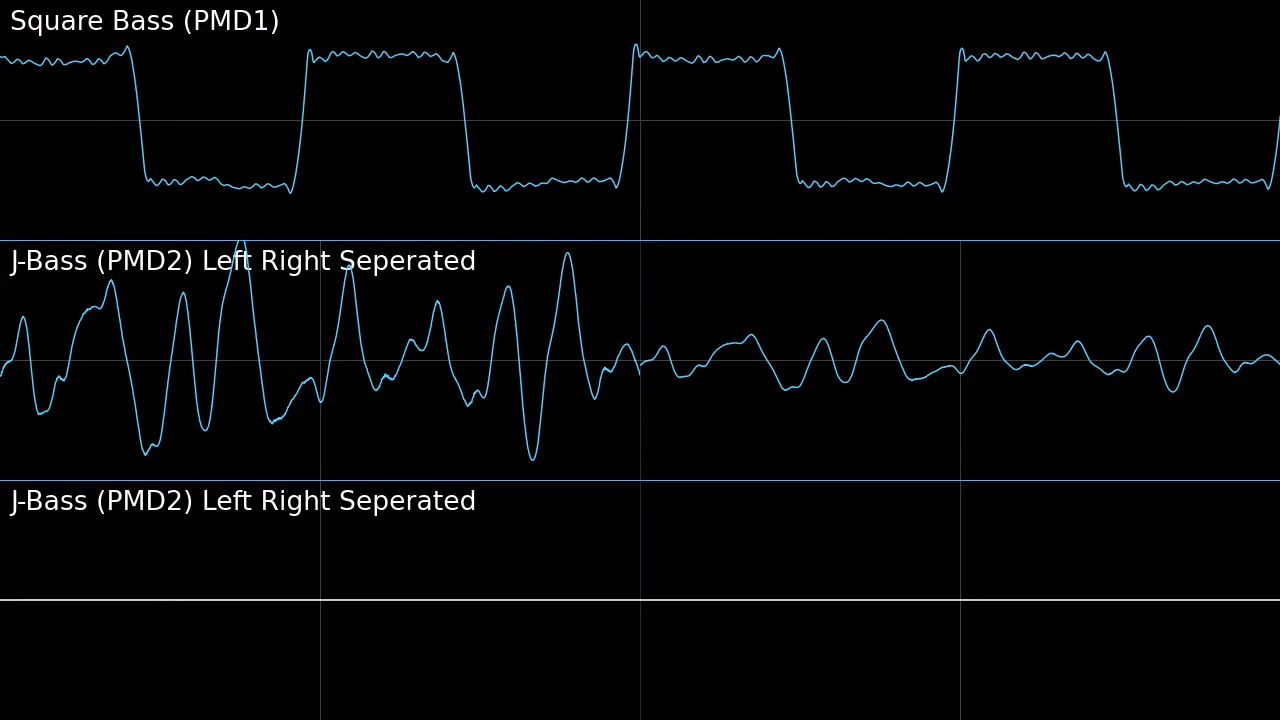 Square Bass (PMD1)
J-Bass (PMD2) Left Right Seperated
J-Bass (PMD2) Left Right Seperated